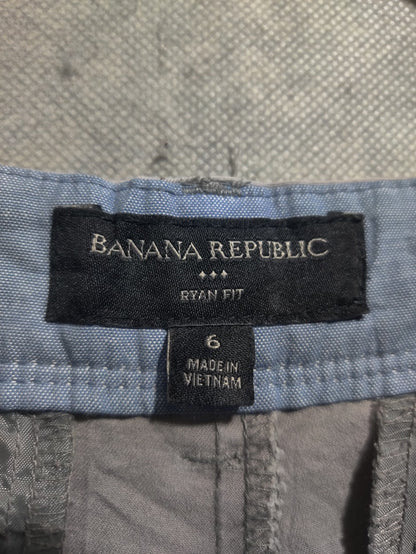 BANANA REPUBLIC
RYAN FIT
6
MADE IN
VIETNAM